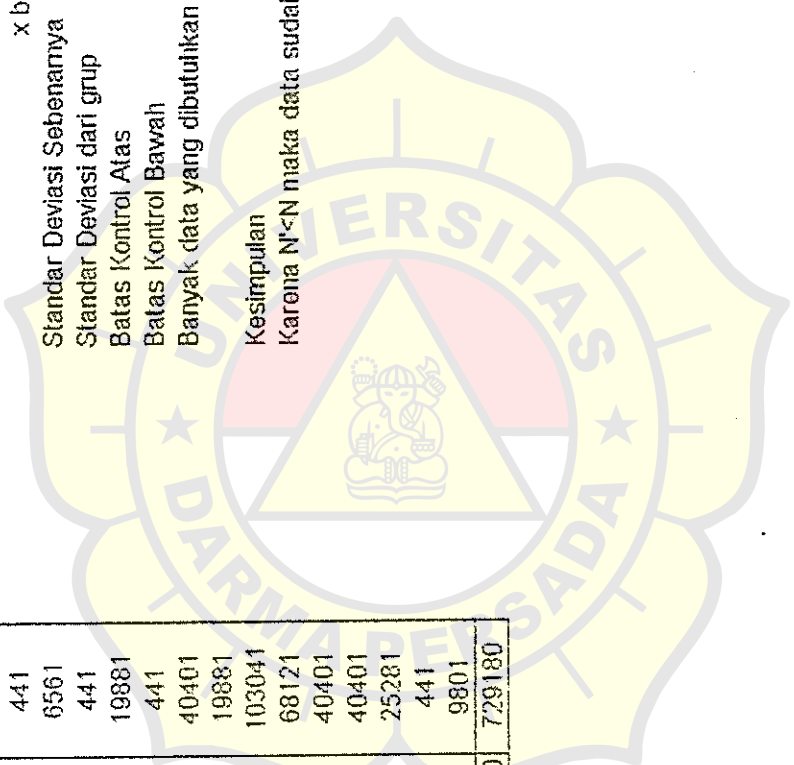 x b
Standar Deviasi Sebenarnya
Standar Deviasi dari grup
Batas Kontrol Atas
Batas Kontrol Bawah
Banyak data yang dibutuhkan
Kesimpulan
Karena N'<N maka data sudah
441
6561
441
19881
441
40401
19881
103041
68121
40401
40401
25281
441
9801
729180
UNIVERSITAS
DARMA PERSADA